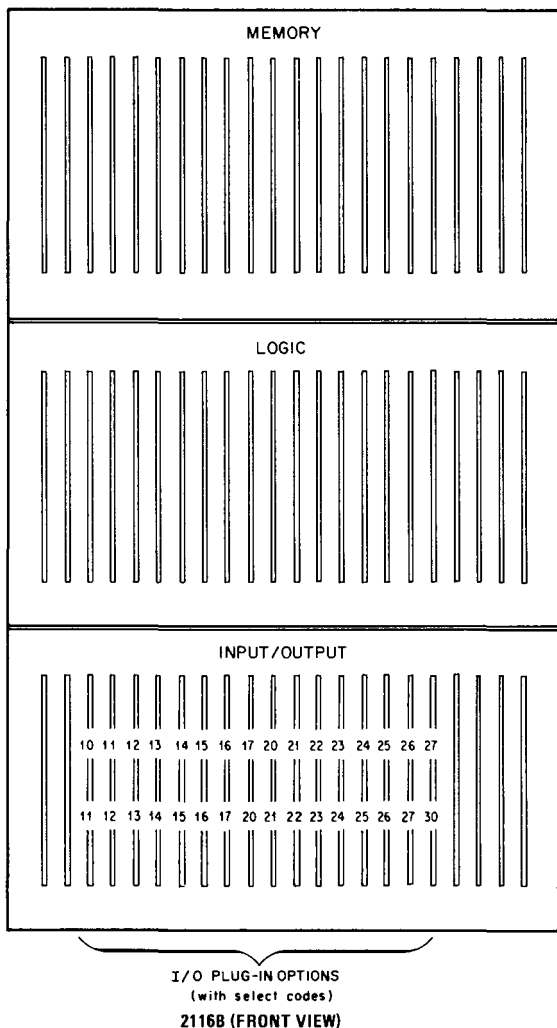 MEMORY
LOGIC
INPUT/OUTPUT
10 11 12 13 14 15 16 17 20 21 22 23 24 25 26 27
11 12 13 14 15 16 17 20 21 22 23 24 25 26 27 30
I/O PLUG-IN OPTIONS
(with select codes)
2116B (FRONT VIEW)